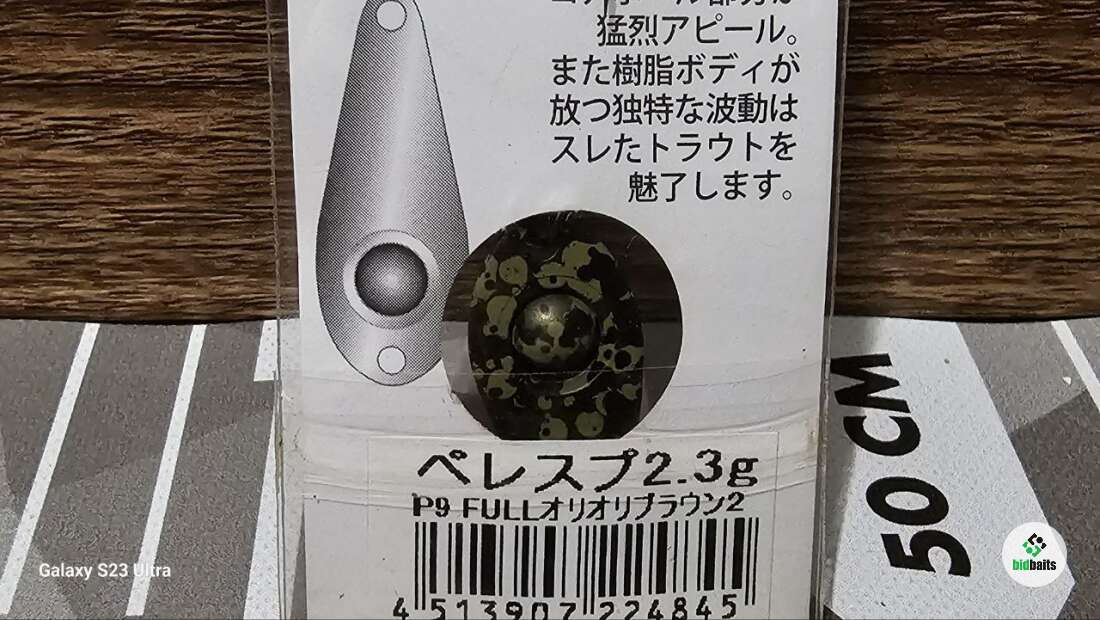 猛烈アピール。
また樹脂ボディが
放つ独特な波動は
スレたトラウトを
魅了します。
ペレスプ2.3g
P9 FULLオリオリブラウン2
4 513907 224845
50 CM
Galaxy S23 Ultra
bidbaits